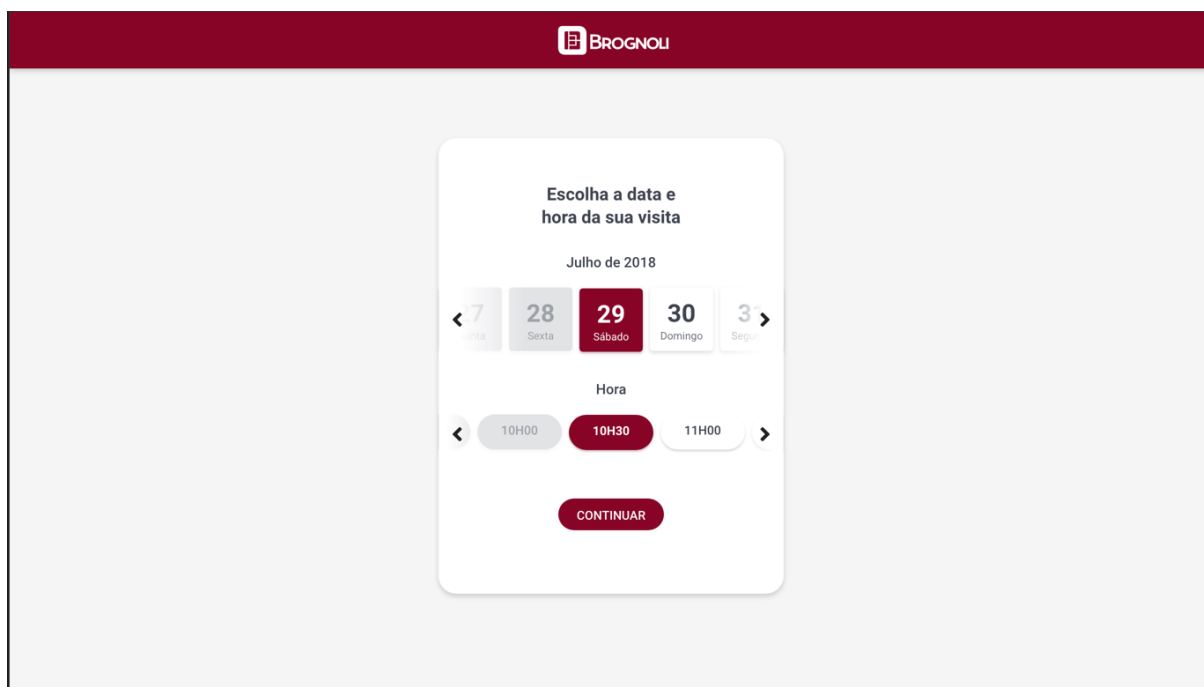 BROGNOLI
Escolha a data e
hora da sua visita
Julho de 2018
28 29 30
Sexta Sábado Domingo
Hora
10H00 10H30 11H00
CONTINUAR